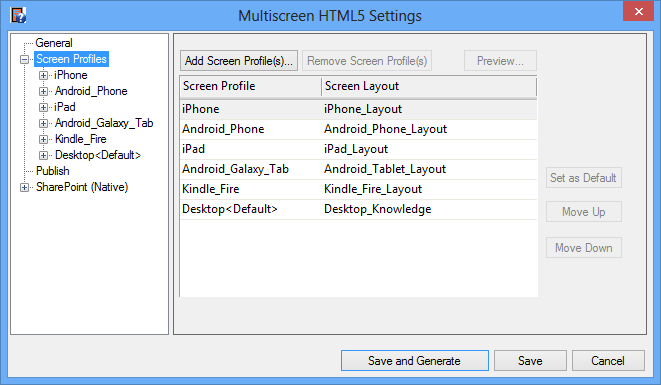 Multiscreen HTML5 Settings
General
Screen Profiles
iPhone
Android_Phone
iPad
Android_Galaxy_Tab
Kindle_Fire
Desktop<Default>
Publish
SharePoint (Native)
Add Screen Profile(s)... Remove Screen Profile(s) Preview...
Screen Profile Screen Layout
iPhone iPhone_Layout
Android_Phone Android_Phone_Layout
iPad iPad_Layout
Android_Galaxy_Tab Android_Tablet_Layout
Kindle_Fire Kindle_Fire_Layout
Desktop<Default> Desktop_Knowledge
Set as Default
Move Up
Move Down
Save and Generate Save Cancel